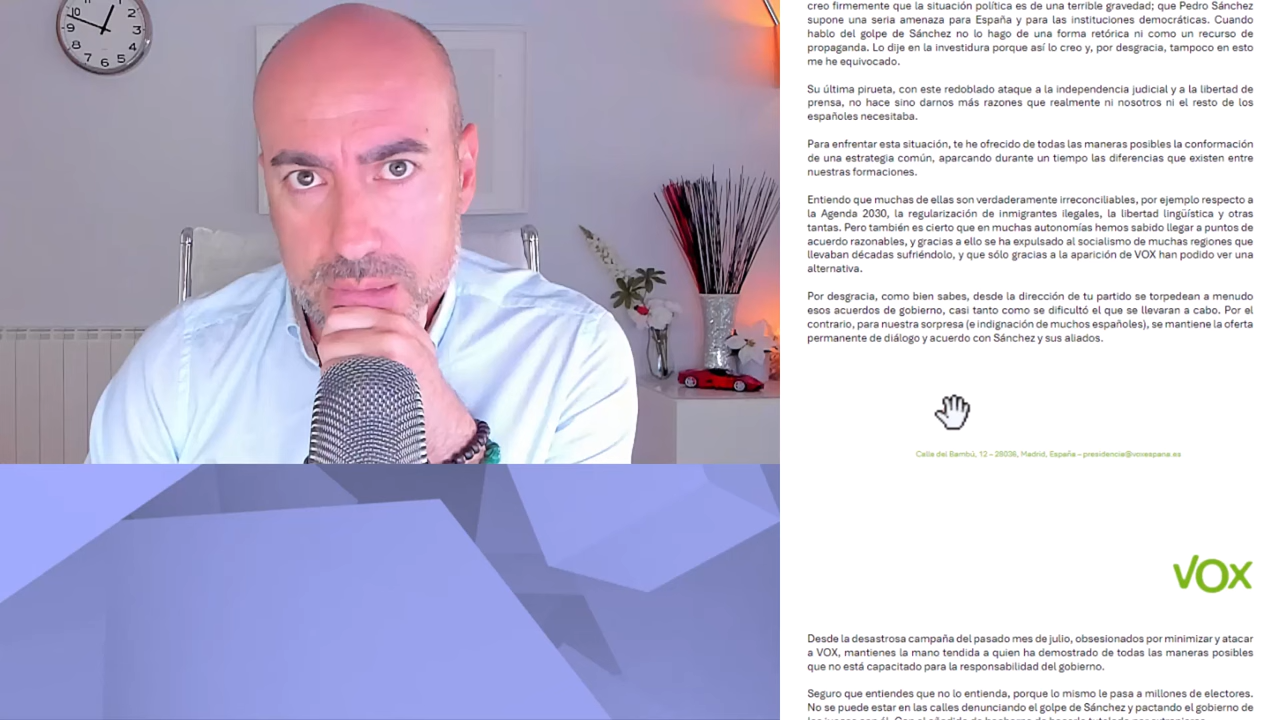 12
1
2
3
4
5
6
7
8
9
10
creo firmemente que la situación política es de una terrible gravedad; que Pedro Sánchez
supone una seria amenaza para España y para las instituciones democráticas. Cuando
hablo del golpe de Sánchez no lo hago de una forma retórica ni como un recurso de
propaganda. Lo dije en la investidura porque así lo creo y, por desgracia, tampoco en esto
me he equivocado.
Su última pirueta, con este redoblado ataque a la independencia judicial y a la libertad de
prensa, no hace sino darnos más razones que realmente ni nosotros ni el resto de los
españoles necesitaba.
Para enfrentar esta situación, te he ofrecido de todas las maneras posibles la conformación
de una estrategia común, aparcando durante un tiempo las diferencias que existen entre
nuestras formaciones.
Entiendo que muchas de ellas son verdaderamente irreconciliables, por ejemplo respecto a
la Agenda 2030, la regularización de inmigrantes ilegales, la libertad lingüística y otras
tantas. Pero también es cierto que en muchas autonomías hemos sabido llegar a puntos de
acuerdo razonables, y gracias a ello se ha expulsado al socialismo de muchas regiones que
llevaban décadas sufriéndolo, y que sólo gracias a la aparición de VOX han podido ver una
alternativa.
Por desgracia, como bien sabes, desde la dirección de tu partido se torpedean a menudo
esos acuerdos de gobierno, casi tanto como se dificultó el que se llevaran a cabo. Por el
contrario, para nuestra sorpresa (e indignación de muchos españoles), se mantiene la oferta
permanente de diálogo y acuerdo con Sánchez y sus aliados.
Calle del Bambú, 12 – 28036, Madrid, España – presidencia@voxespana.es
VOX
Desde la desastrosa campaña del pasado mes de julio, obsesionados por minimizar y atacar
a VOX, mantienes la mano tendida a quien ha demostrado de todas las maneras posibles
que no está capacitado para la responsabilidad del gobierno.
Seguro que entiendes que no lo entienda, porque lo mismo le pasa a millones de electores.
No se puede estar en las calles denunciando el golpe de Sánchez y pactando el gobierno de